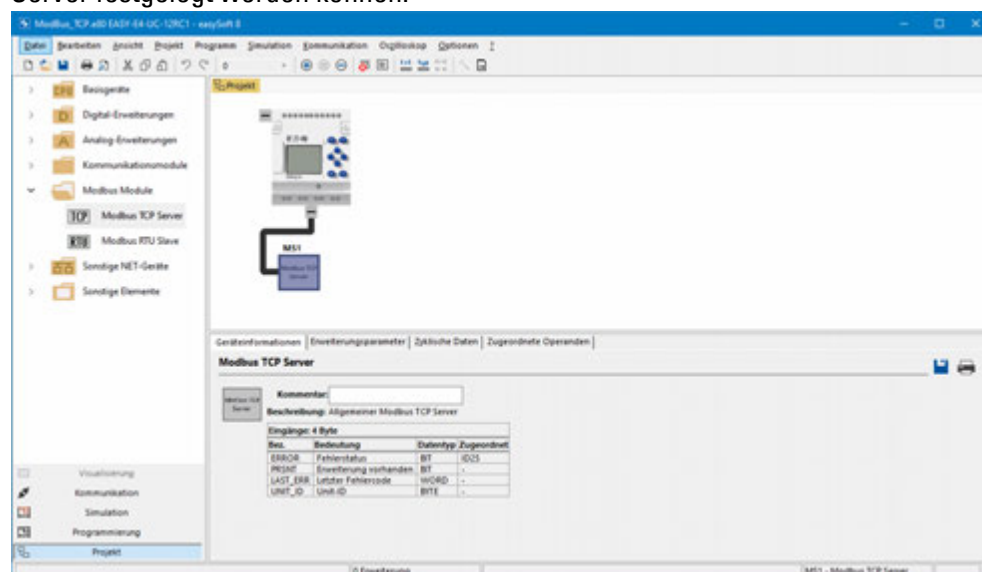 Server festgelegt werden können.
Modbus_TCP.e80 EASY-E4-UC-12RC1 - easySoft 8
Datei Bearbeiten Ansicht Projekt Programm Simulation Kommunikation Oszilloskop Optionen ?
Projekt
Basisgeräte
Digital-Erweiterungen
Analog-Erweiterungen
Kommunikationsmodule
Modbus Module
TCP Modbus TCP Server
RTU Modbus RTU Slave
Sonstige NET-Geräte
Sonstige Elemente
MS1
Modbus TCP Server
Geräteinformationen Erweiterungsparameter Zyklische Daten Zugeordnete Operanden
Modbus TCP Server
Modbus TCP Server
Kommentar:
Beschreibung: Allgemeiner Modbus TCP Server
Eingänge: 4 Byte
Bez. Bedeutung Datentyp Zugeordnet
ERROR Fehlerstatus BIT ID25
PRSNT Erweiterung vorhanden BIT -
LAST_ERR Letzter Fehlercode WORD -
UNIT_ID Unit-ID BYTE -
Visualisierung
Kommunikation
Simulation
Programmierung
Projekt
0 Erweiterung
MS1 - Modbus TCP Server